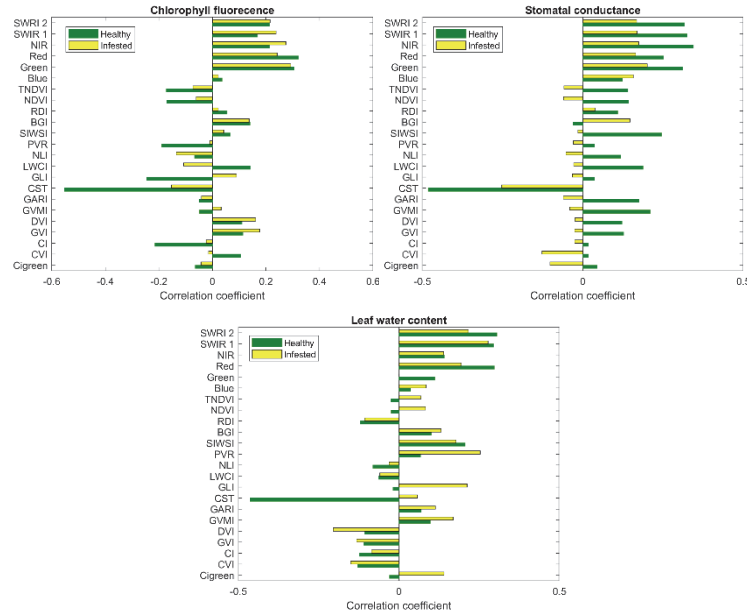 Chlorophyll fluorecence
Healthy
Infested
SWRI 2
SWIR 1
NIR
Red
Green
Blue
TNDVI
NDVI
RDI
BGI
SIWSI
PVR
NLI
LWCI
GLI
CST
GARI
GVMI
DVI
GVI
CI
CVI
Cigreen
-0.6 -0.4 -0.2 0 0.2 0.4 0.6
Correlation coefficient
Stomatal conductance
Healthy
Infested
SWRI 2
SWIR 1
NIR
Red
Green
Blue
TNDVI
NDVI
RDI
BGI
SIWSI
PVR
NLI
LWCI
GLI
CST
GARI
GVMI
DVI
GVI
CI
CVI
Cigreen
-0.5 0 0.5
Correlation coefficient
Leaf water content
Healthy
Infested
SWRI 2
SWIR 1
NIR
Red
Green
Blue
TNDVI
NDVI
RDI
BGI
SIWSI
PVR
NLI
LWCI
GLI
CST
GARI
GVMI
DVI
GVI
CI
CVI
Cigreen
-0.5 0 0.5
Correlation coefficient